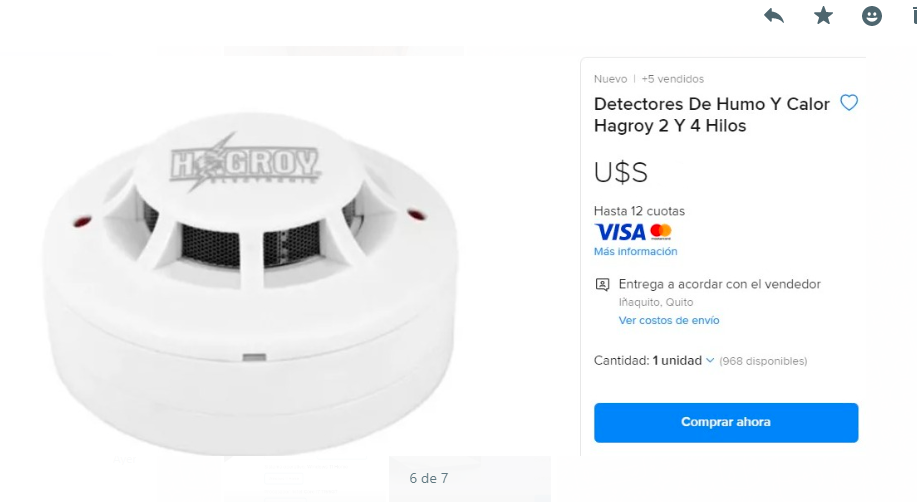 Nuevo | +5 vendidos
Detectores De Humo Y Calor
Hagroy 2 Y 4 Hilos
U$S
Hasta 12 cuotas
VISA
Más información
Entrega a acordar con el vendedor
Iñaquito, Quito
Ver costos de envío
Cantidad: 1 unidad (968 disponibles)
Comprar ahora
HAGROY
ELECTRONIC
6 de 7